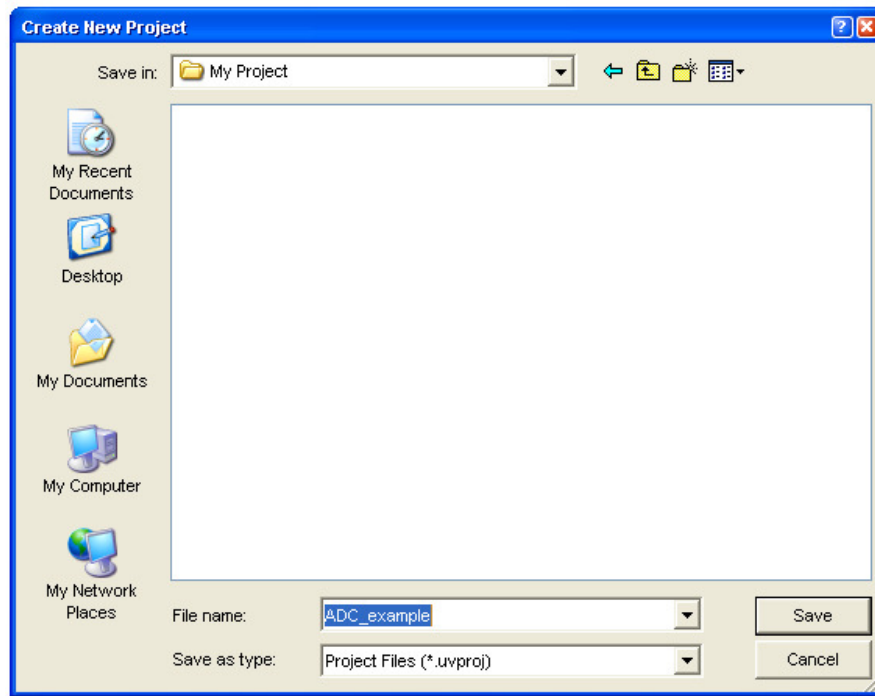 Create New Project
Save in:
My Project
My Recent
Documents
Desktop
My Documents
My Computer
My Network
Places
File name:
ADC_example
Save
Save as type:
Project Files (*.uvproj)
Cancel